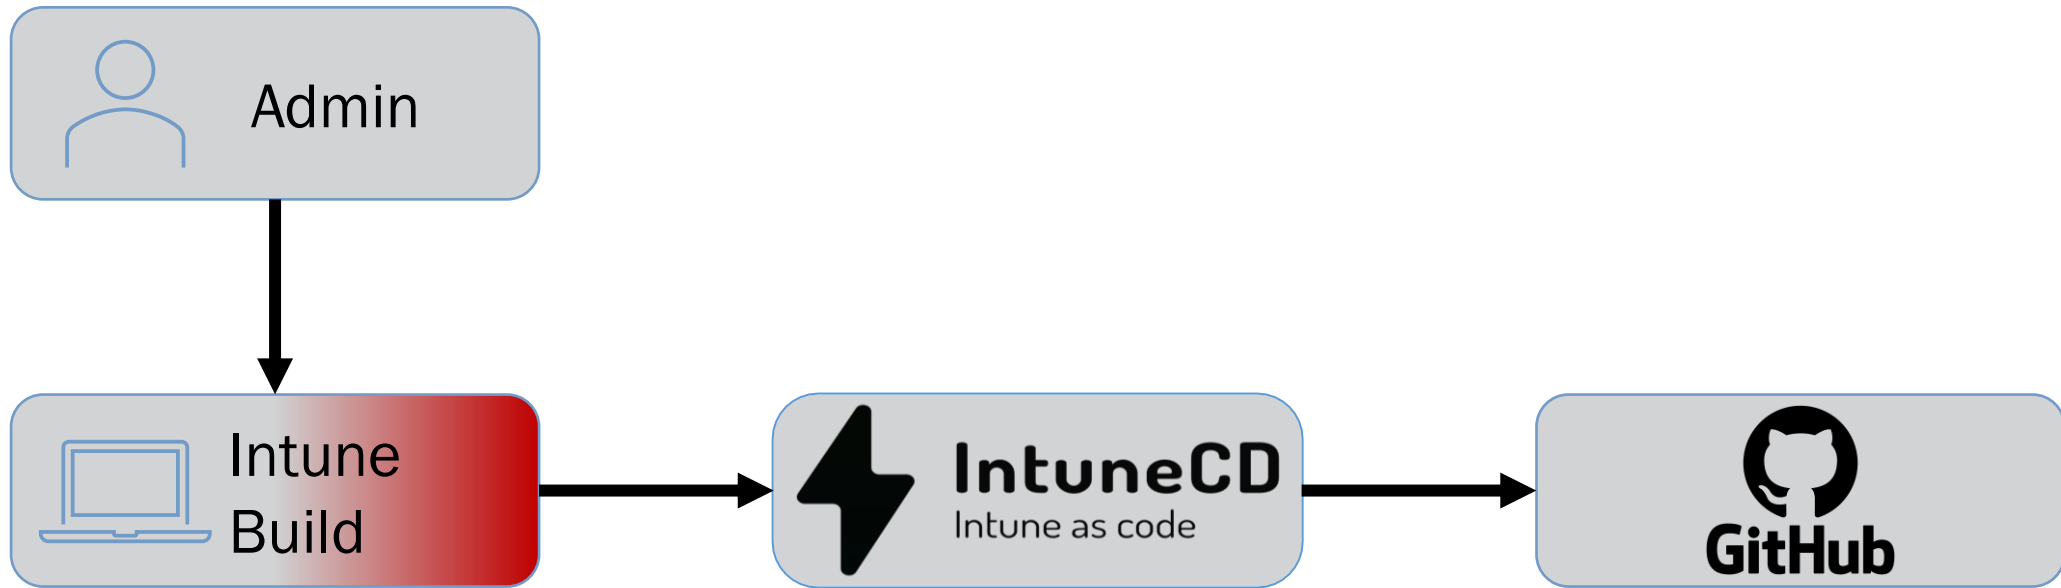 Admin
Intune
Build
IntuneCD
Intune as code
GitHub